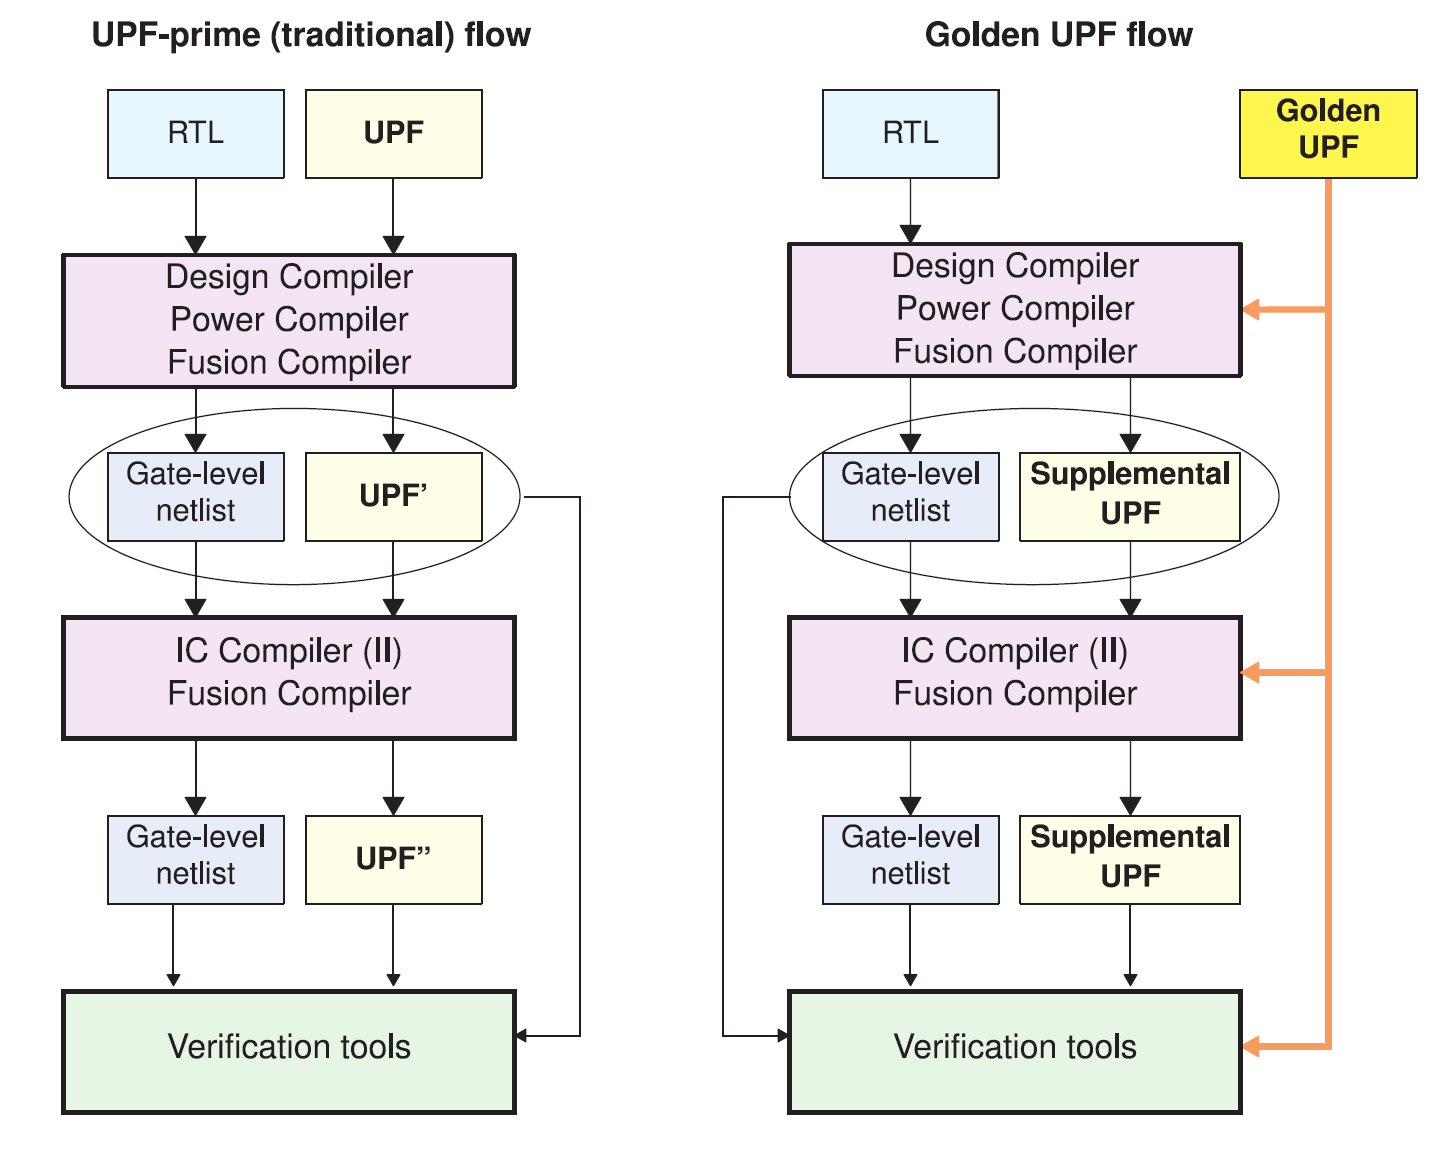 UPF-prime (traditional) flow
RTL
UPF
Design Compiler
Power Compiler
Fusion Compiler
Gate-level
netlist
UPF’
IC Compiler (II)
Fusion Compiler
Gate-level
netlist
UPF’’
Verification tools
Golden UPF flow
RTL
Golden
UPF
Design Compiler
Power Compiler
Fusion Compiler
Gate-level
netlist
Supplemental
UPF
IC Compiler (II)
Fusion Compiler
Gate-level
netlist
Supplemental
UPF
Verification tools